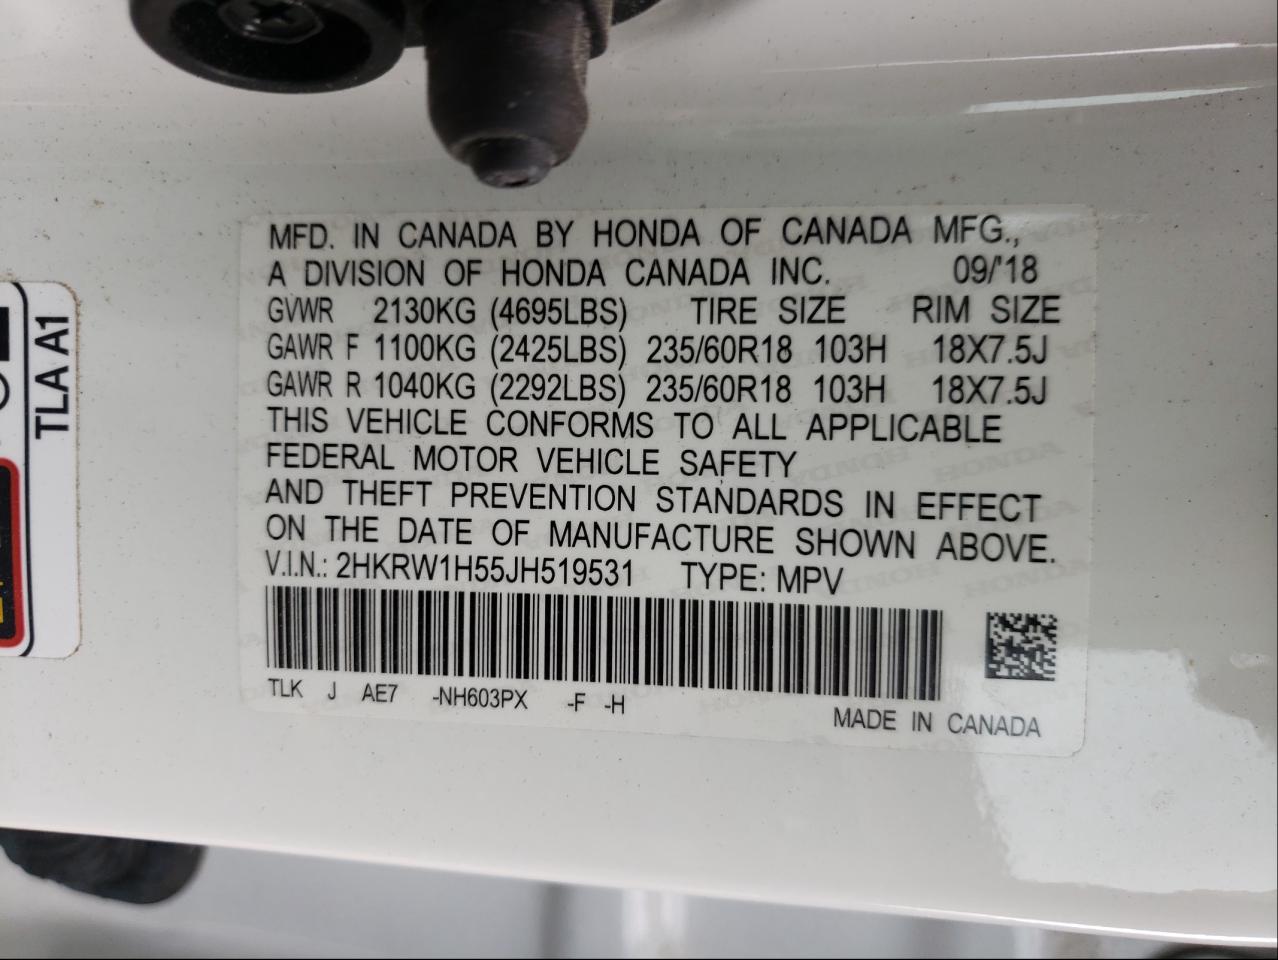 MFD. IN CANADA BY HONDA OF CANADA MFG.,
A DIVISION OF HONDA CANADA INC. 09/'18
GVWR 2130KG (4695LBS) TIRE SIZE RIM SIZE
GAWR F 1100KG (2425LBS) 235/60R18 103H 18X7.5J
GAWR R 1040KG (2292LBS) 235/60R18 103H 18X7.5J
THIS VEHICLE CONFORMS TO ALL APPLICABLE
FEDERAL MOTOR VEHICLE SAFETY
AND THEFT PREVENTION STANDARDS IN EFFECT
ON THE DATE OF MANUFACTURE SHOWN ABOVE.
V.I.N.: 2HKRW1H55JH519531 TYPE: MPV
TLK J AE7 -NH603PX -F -H
MADE IN CANADA
TLA A1